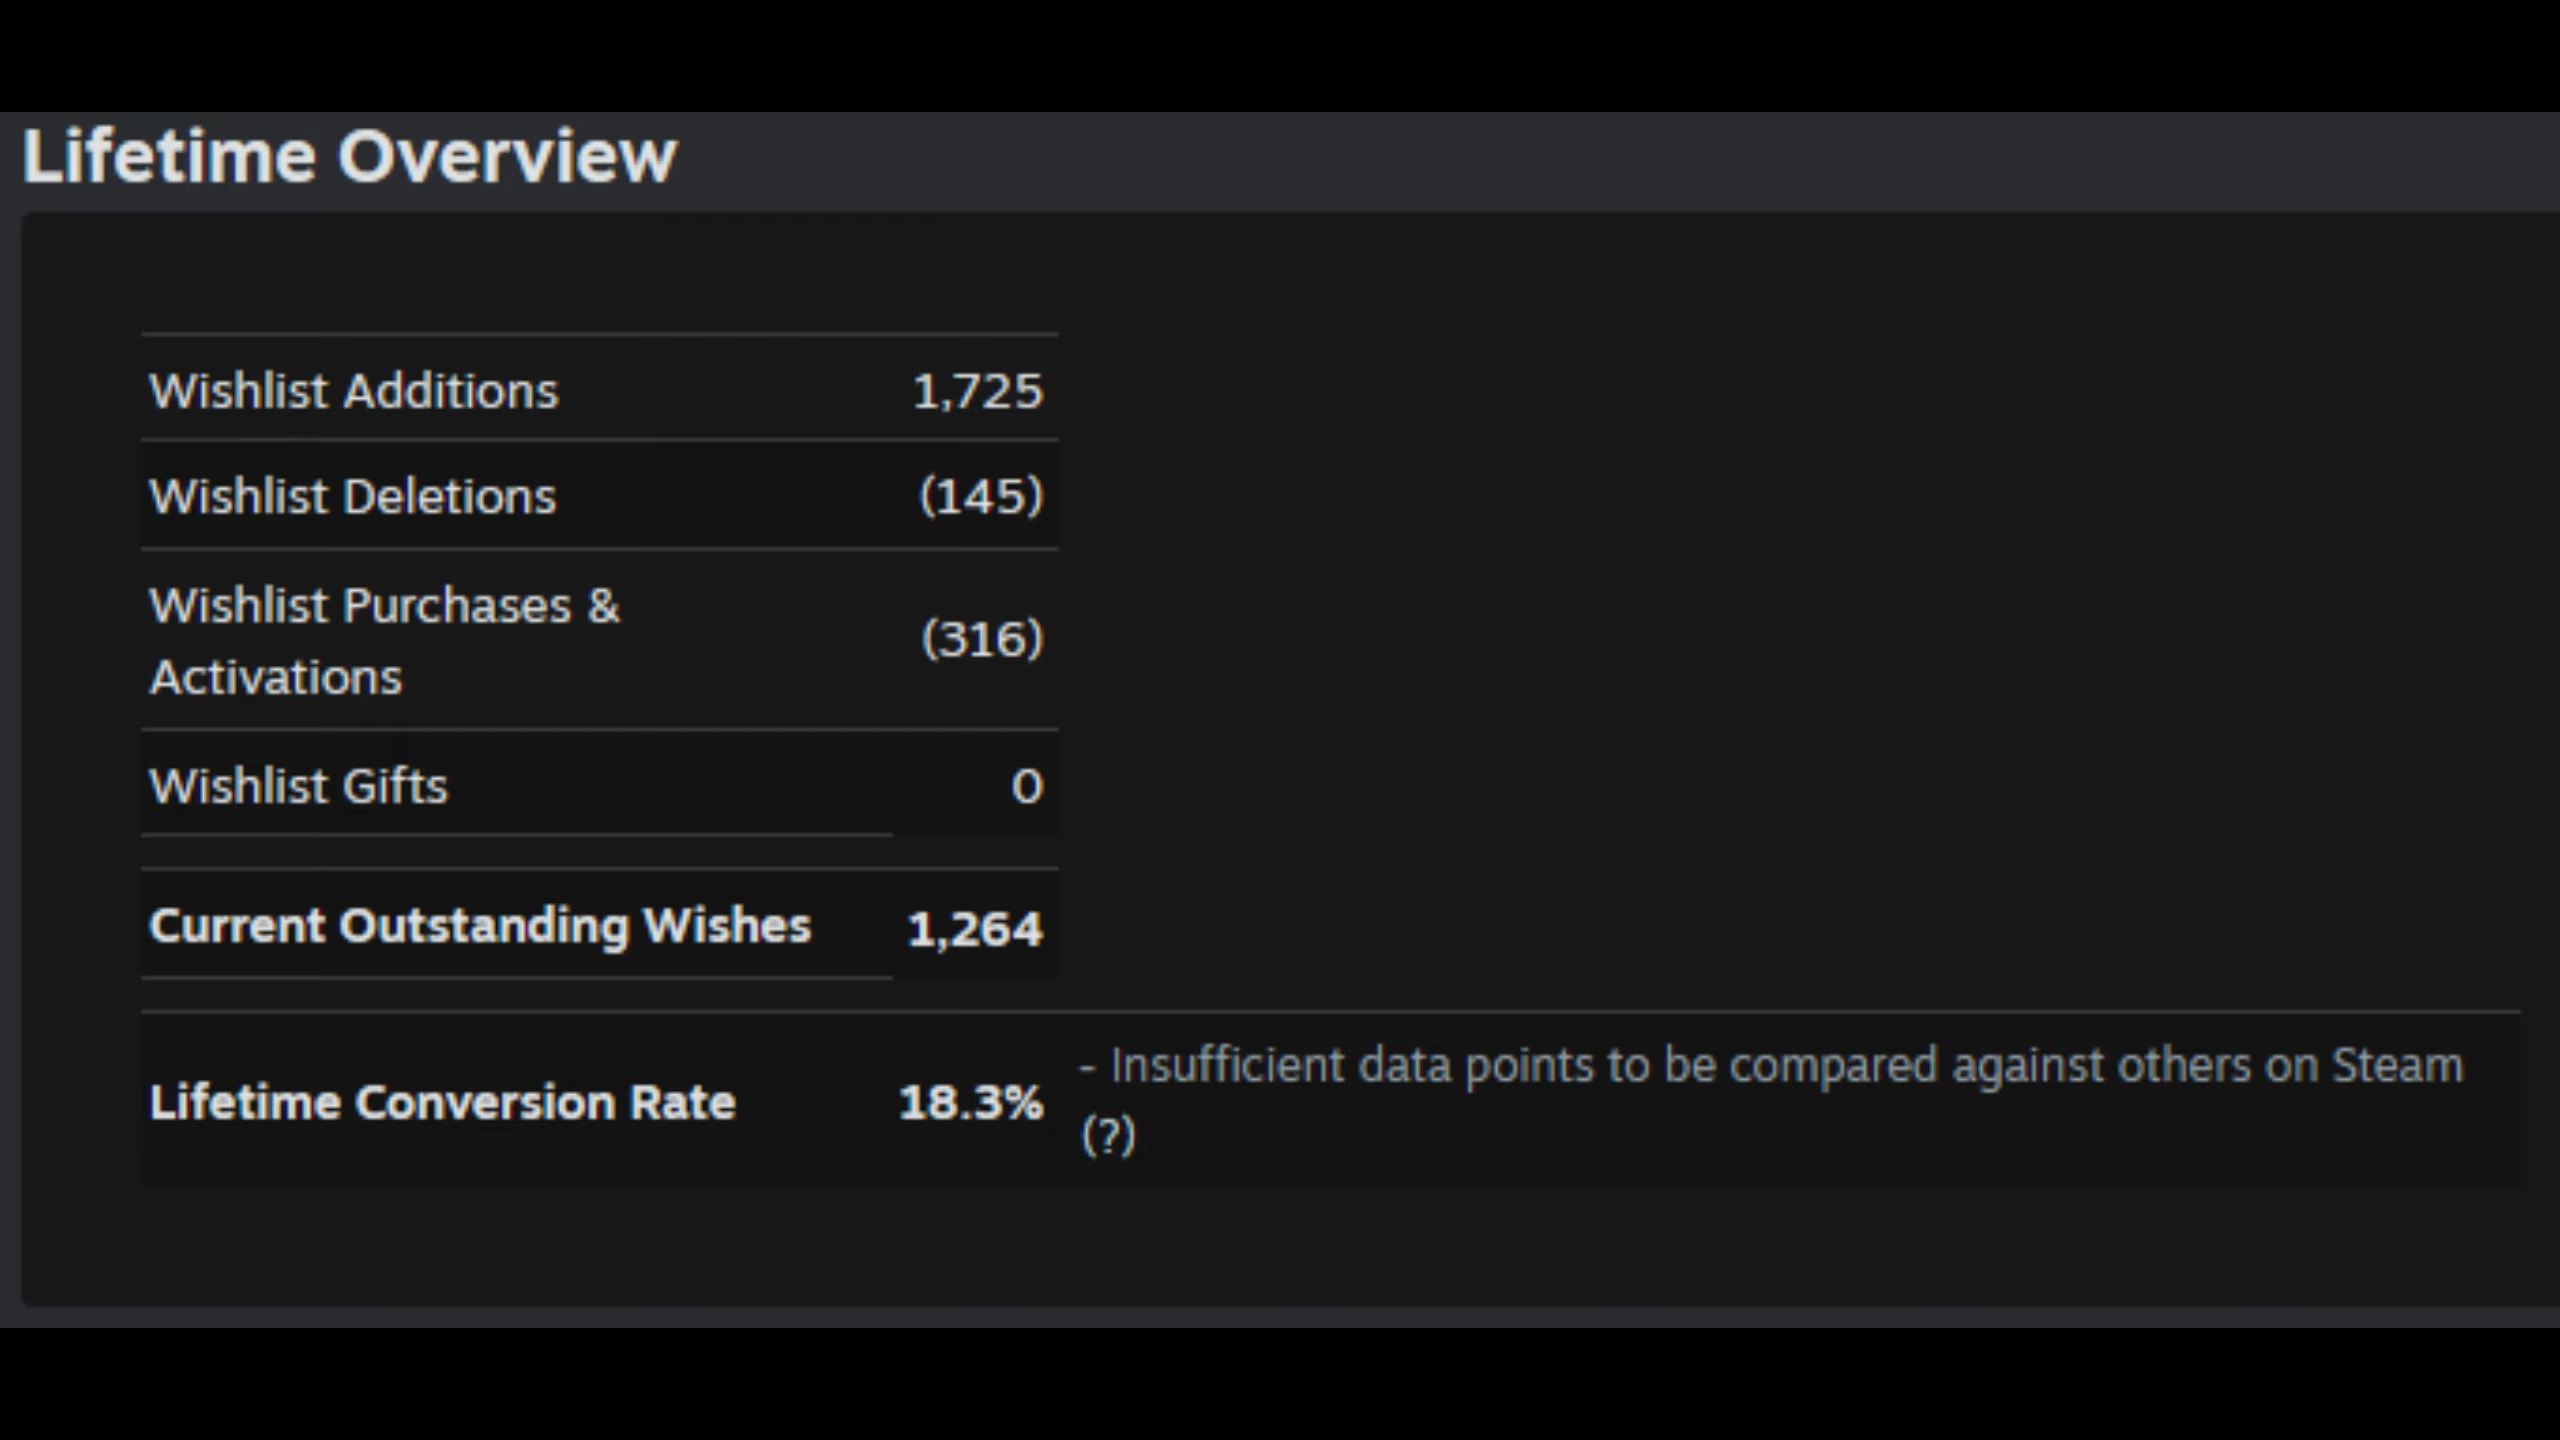 Lifetime Overview
Wishlist Additions 1,725
Wishlist Deletions (145)
Wishlist Purchases &
Activations (316)
Wishlist Gifts 0
Current Outstanding Wishes 1,264
Lifetime Conversion Rate 18.3% - Insufficient data points to be compared against others on Steam
(?)